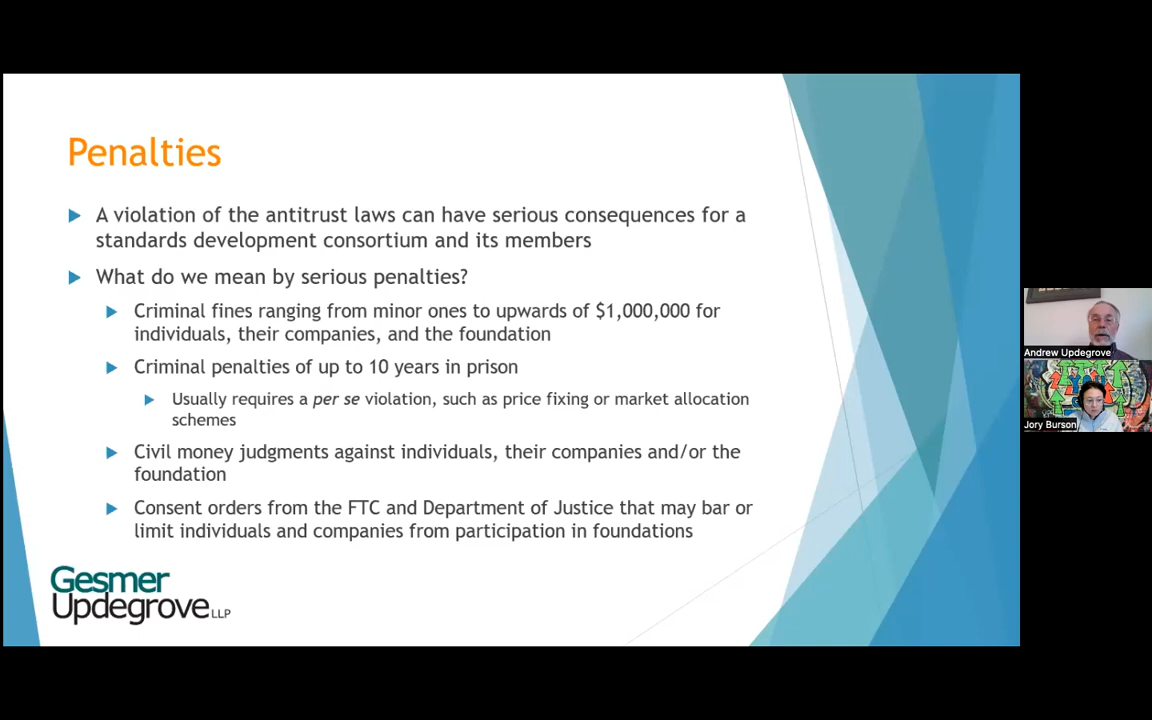 Penalties
A violation of the antitrust laws can have serious consequences for a
standards development consortium and its members
What do we mean by serious penalties?
Criminal fines ranging from minor ones to upwards of $1,000,000 for
individuals, their companies, and the foundation
Criminal penalties of up to 10 years in prison
Usually requires a per se violation, such as price fixing or market allocation
schemes
Civil money judgments against individuals, their companies and/or the
foundation
Consent orders from the FTC and Department of Justice that may bar or
limit individuals and companies from participation in foundations
Gesmer
Updegrove LLP
Andrew Updegrove
Jory Burson